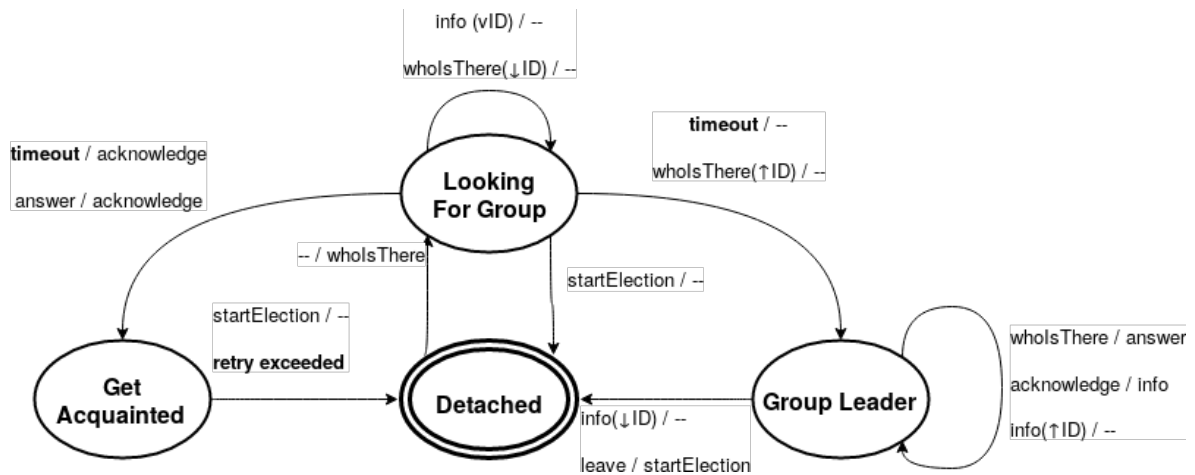 info (vID) / --
whoIsThere(↓ID) / --
timeout / --
whoIsThere(↑ID) / --
timeout / acknowledge
answer / acknowledge
Looking
For Group
-- / whoIsThere
startElection / --
startElection / --
retry exceeded
Get
Acquainted
Detached
Group Leader
whoIsThere / answer
acknowledge / info
info(↑ID) / --
info(↓ID) / --
leave / startElection